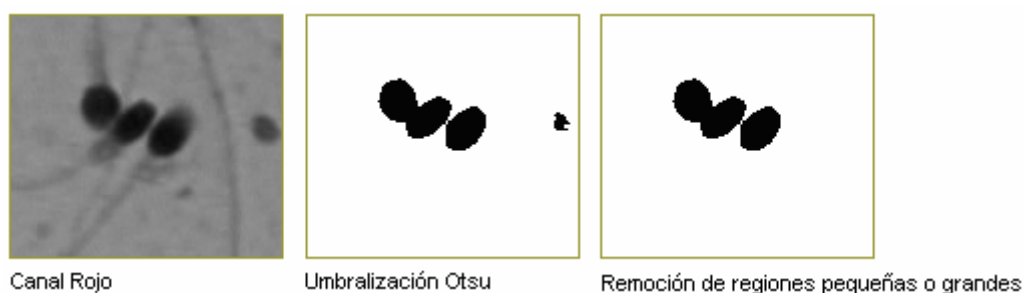 Canal Rojo
Umbralización Otsu
Remoción de regiones pequeñas o grandes